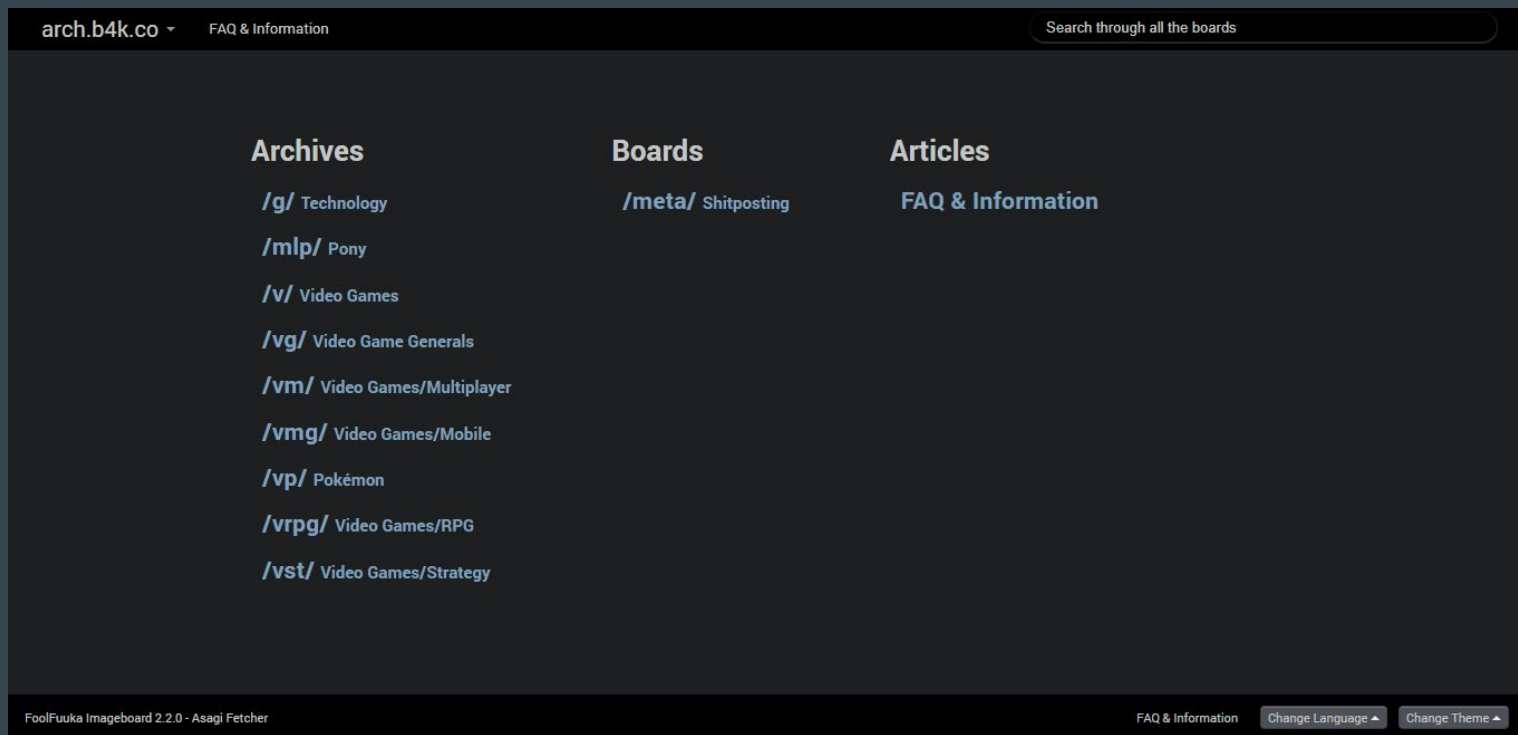 arch.b4k.co FAQ & Information Search through all the boards
Archives
/g/ Technology
/mlp/ Pony
/v/ Video Games
/vg/ Video Game Generals
/vm/ Video Games/Multiplayer
/vmg/ Video Games/Mobile
/vp/ Pokémon
/vrpg/ Video Games/RPG
/vst/ Video Games/Strategy
Boards
/meta/ Shitposting
Articles
FAQ & Information
FoolFuuka Imageboard 2.2.0 - Asagi Fetcher FAQ & Information Change Language Change Theme